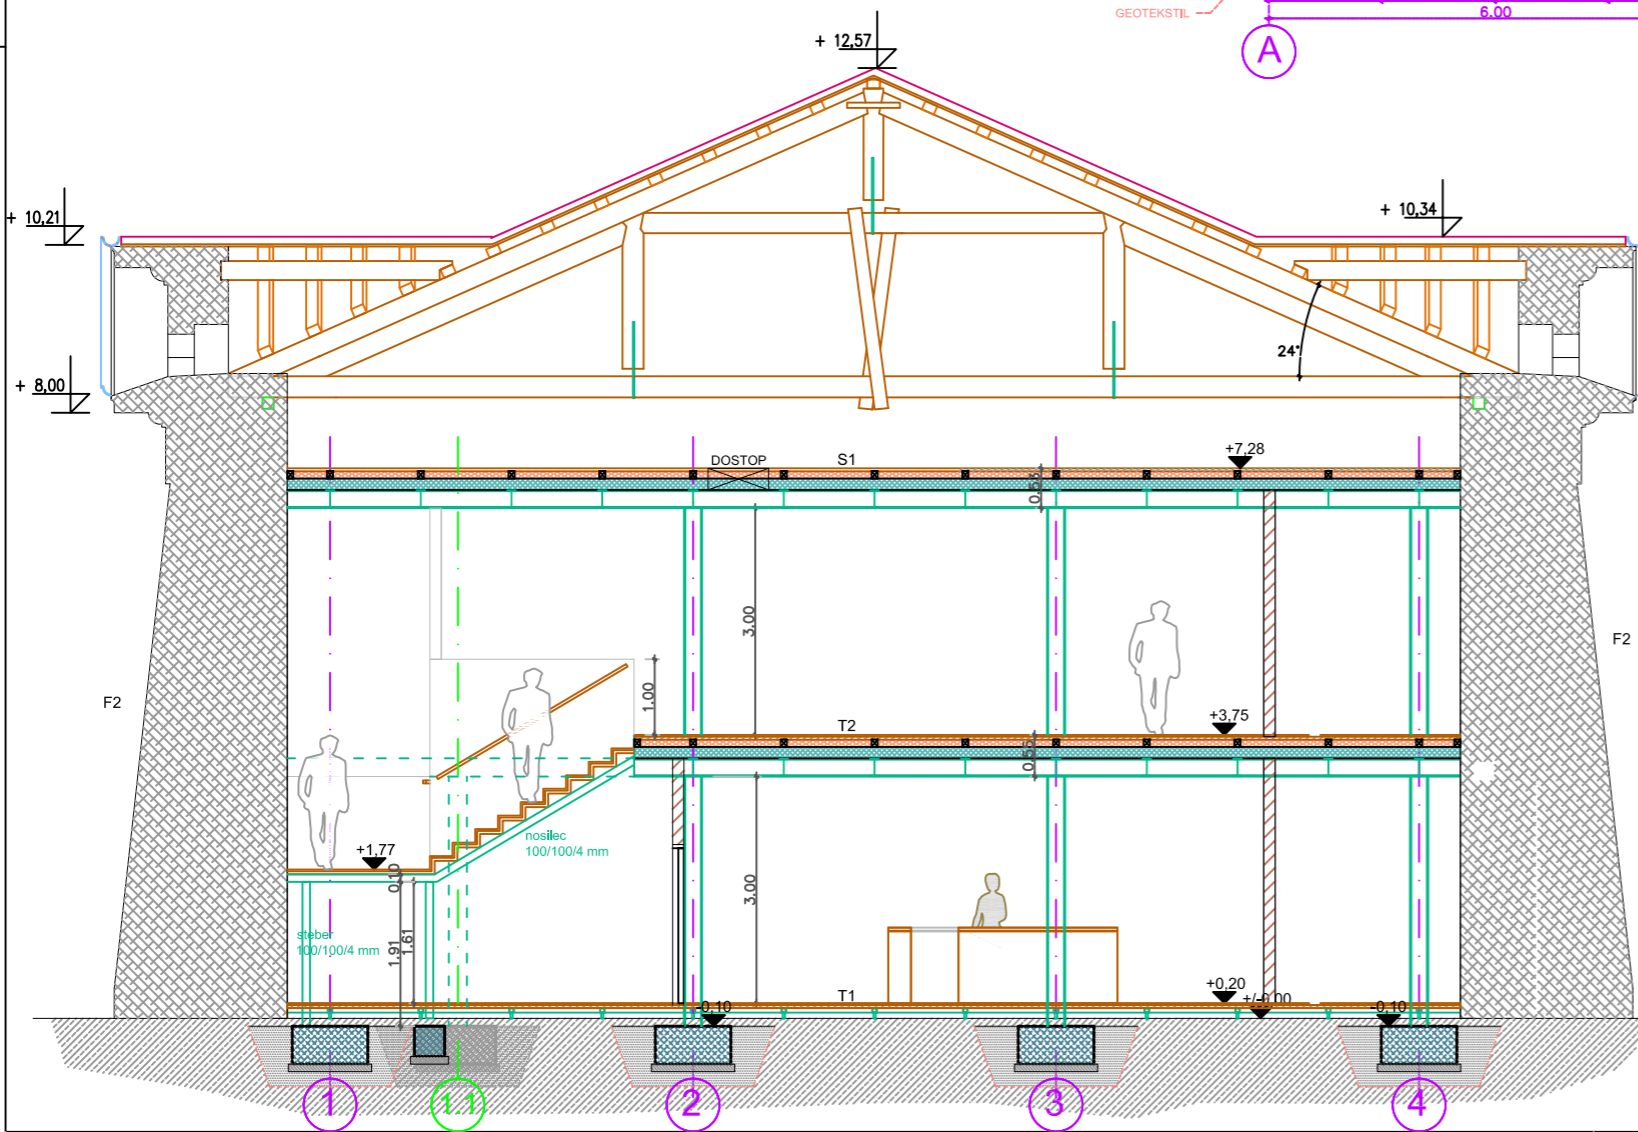 GEOTEKSTIL
6.00
A
+ 12,57
+ 10,21
+ 10,34
24°
+ 8,00
DOSTOP
S1
+7,28
0.53
3.00
1.00
F2
F2
T2
+3,75
0.55
nosilec
100/100/4 mm
+1,77
0.10
3.00
steber
100/100/4 mm
1.91
1.61
T1
+0,20
+/-0,00
-0,10
-0,10
1
1.1
2
3
4